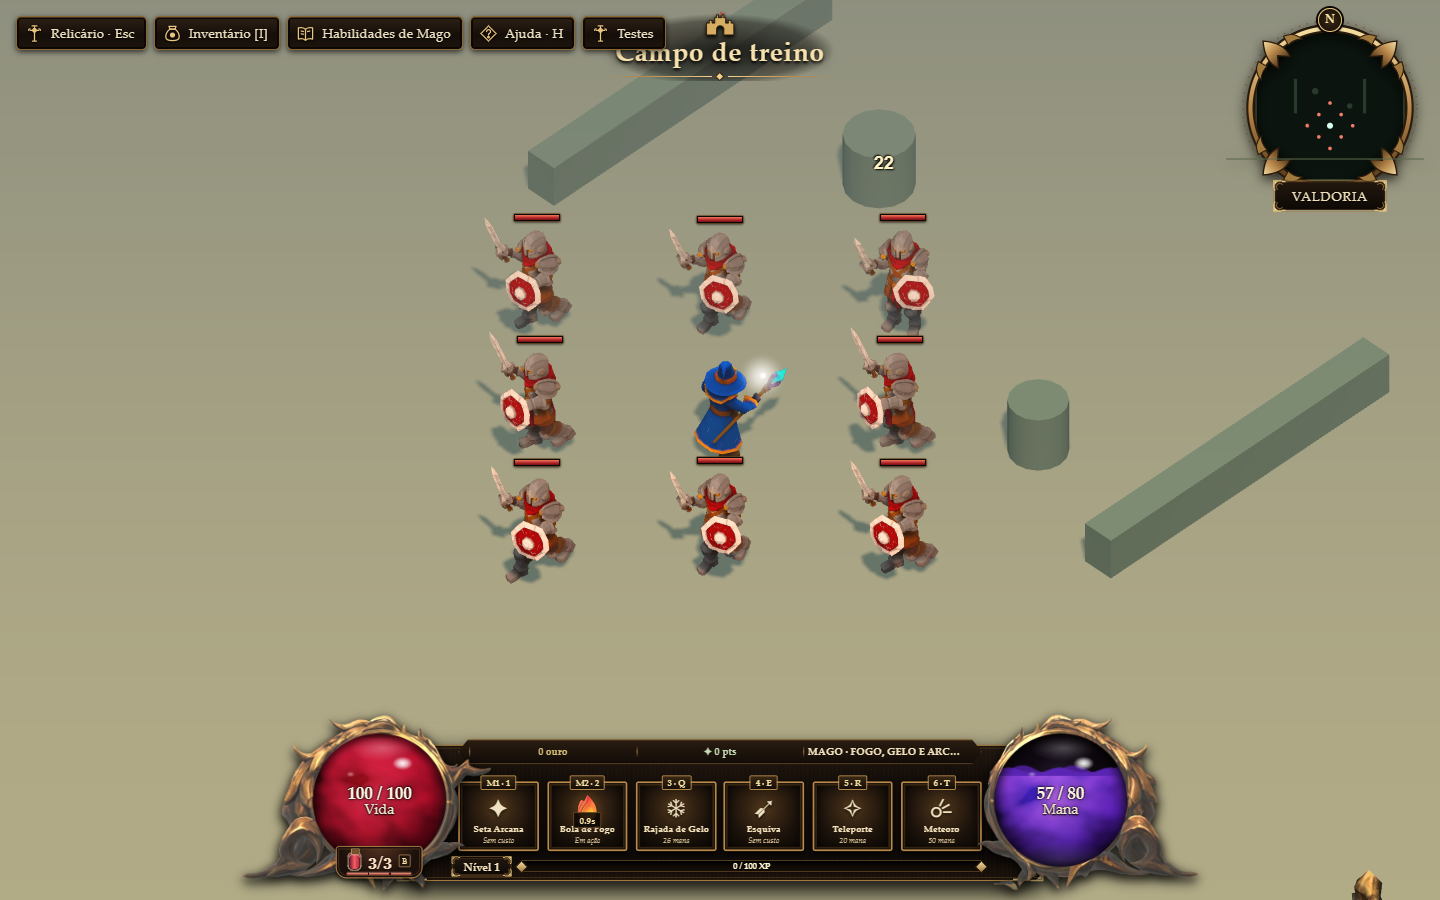 Relicário · Esc
Inventário [I]
Habilidades de Mago
Ajuda · H
Testes
Campo de treino
N
VALDORIA
22
0 ouro
✦ 0 pts
MAGO · FOGO, GELO E ARC...
100 / 100
Vida
3/3
B
M1 · 1
Seta Arcana
Sem custo
M2 · 2
0.9s
Bola de Fogo
Em ação
3 · Q
Rajada de Gelo
26 mana
4 · E
Esquiva
Sem custo
5 · R
Teleporte
20 mana
6 · T
Meteoro
50 mana
57 / 80
Mana
Nível 1
0 / 100 XP